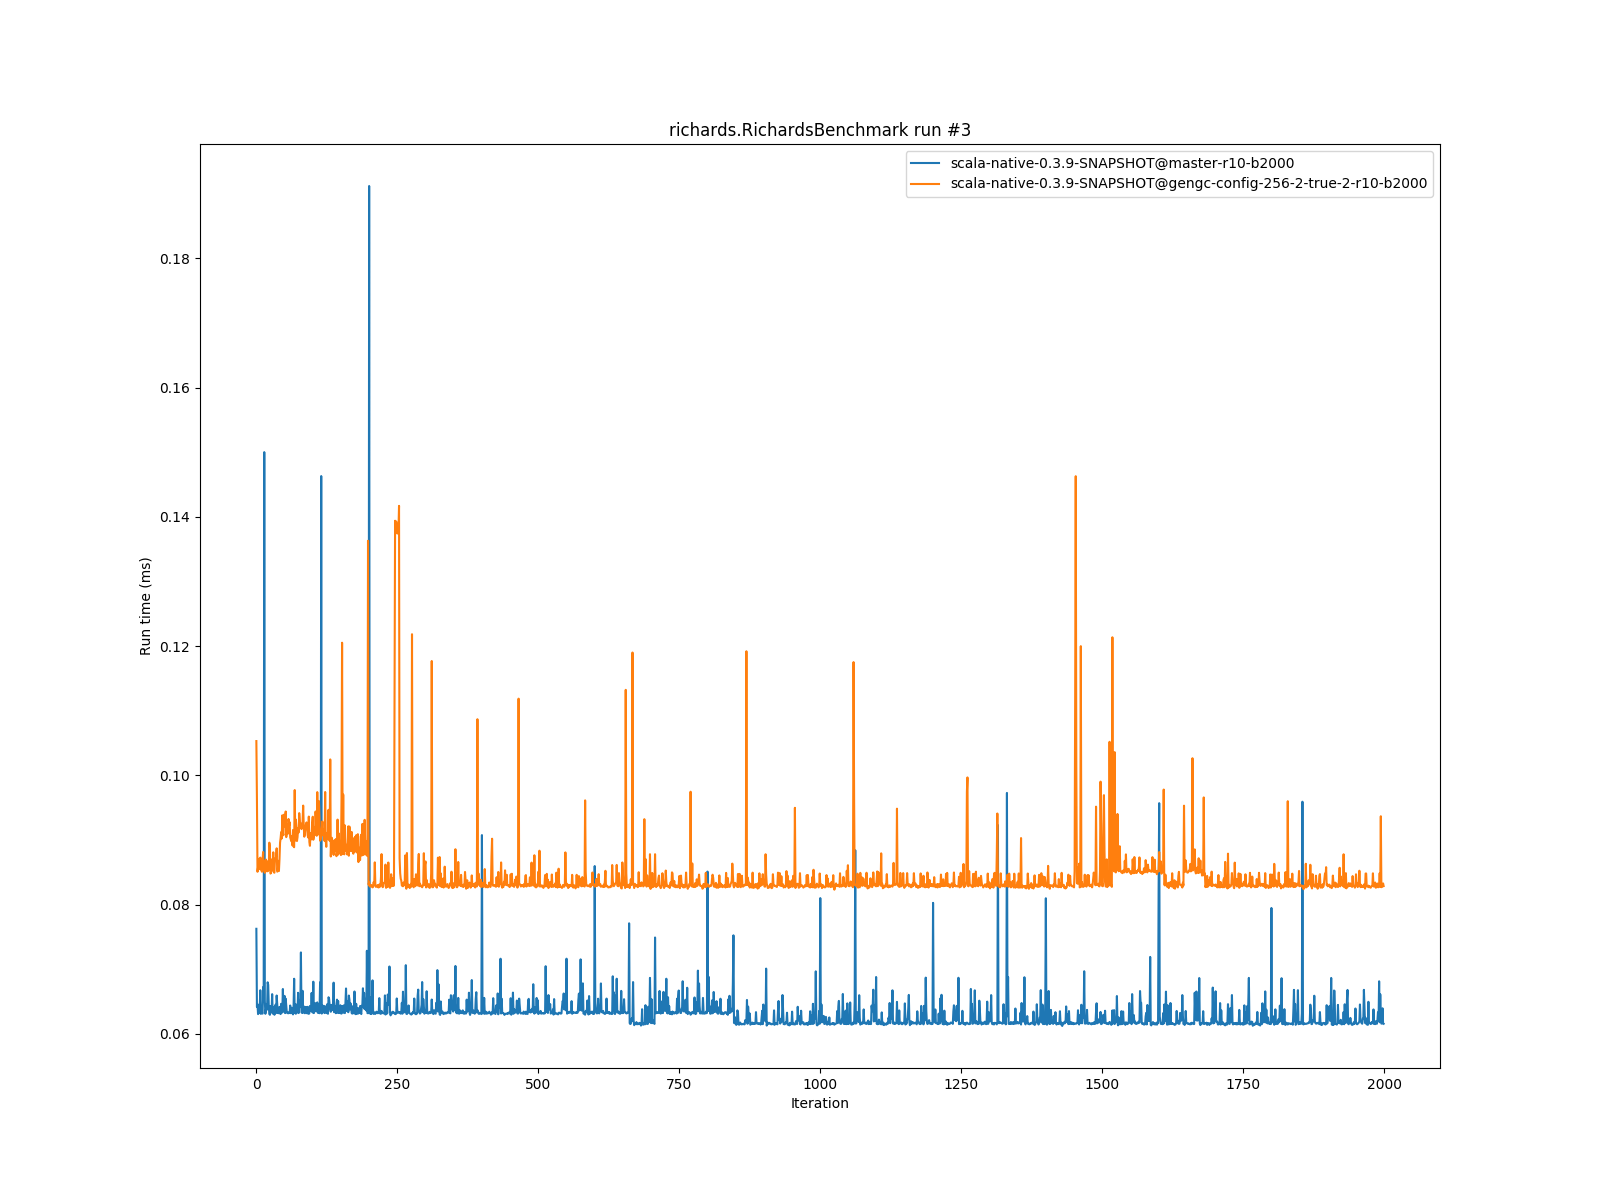 richards.RichardsBenchmark run #3
scala-native-0.3.9-SNAPSHOT@master-r10-b2000
scala-native-0.3.9-SNAPSHOT@gengc-config-256-2-true-2-r10-b2000
Run time (ms)
0.18
0.16
0.14
0.12
0.10
0.08
0.06
0 250 500 750 1000 1250 1500 1750 2000
Iteration